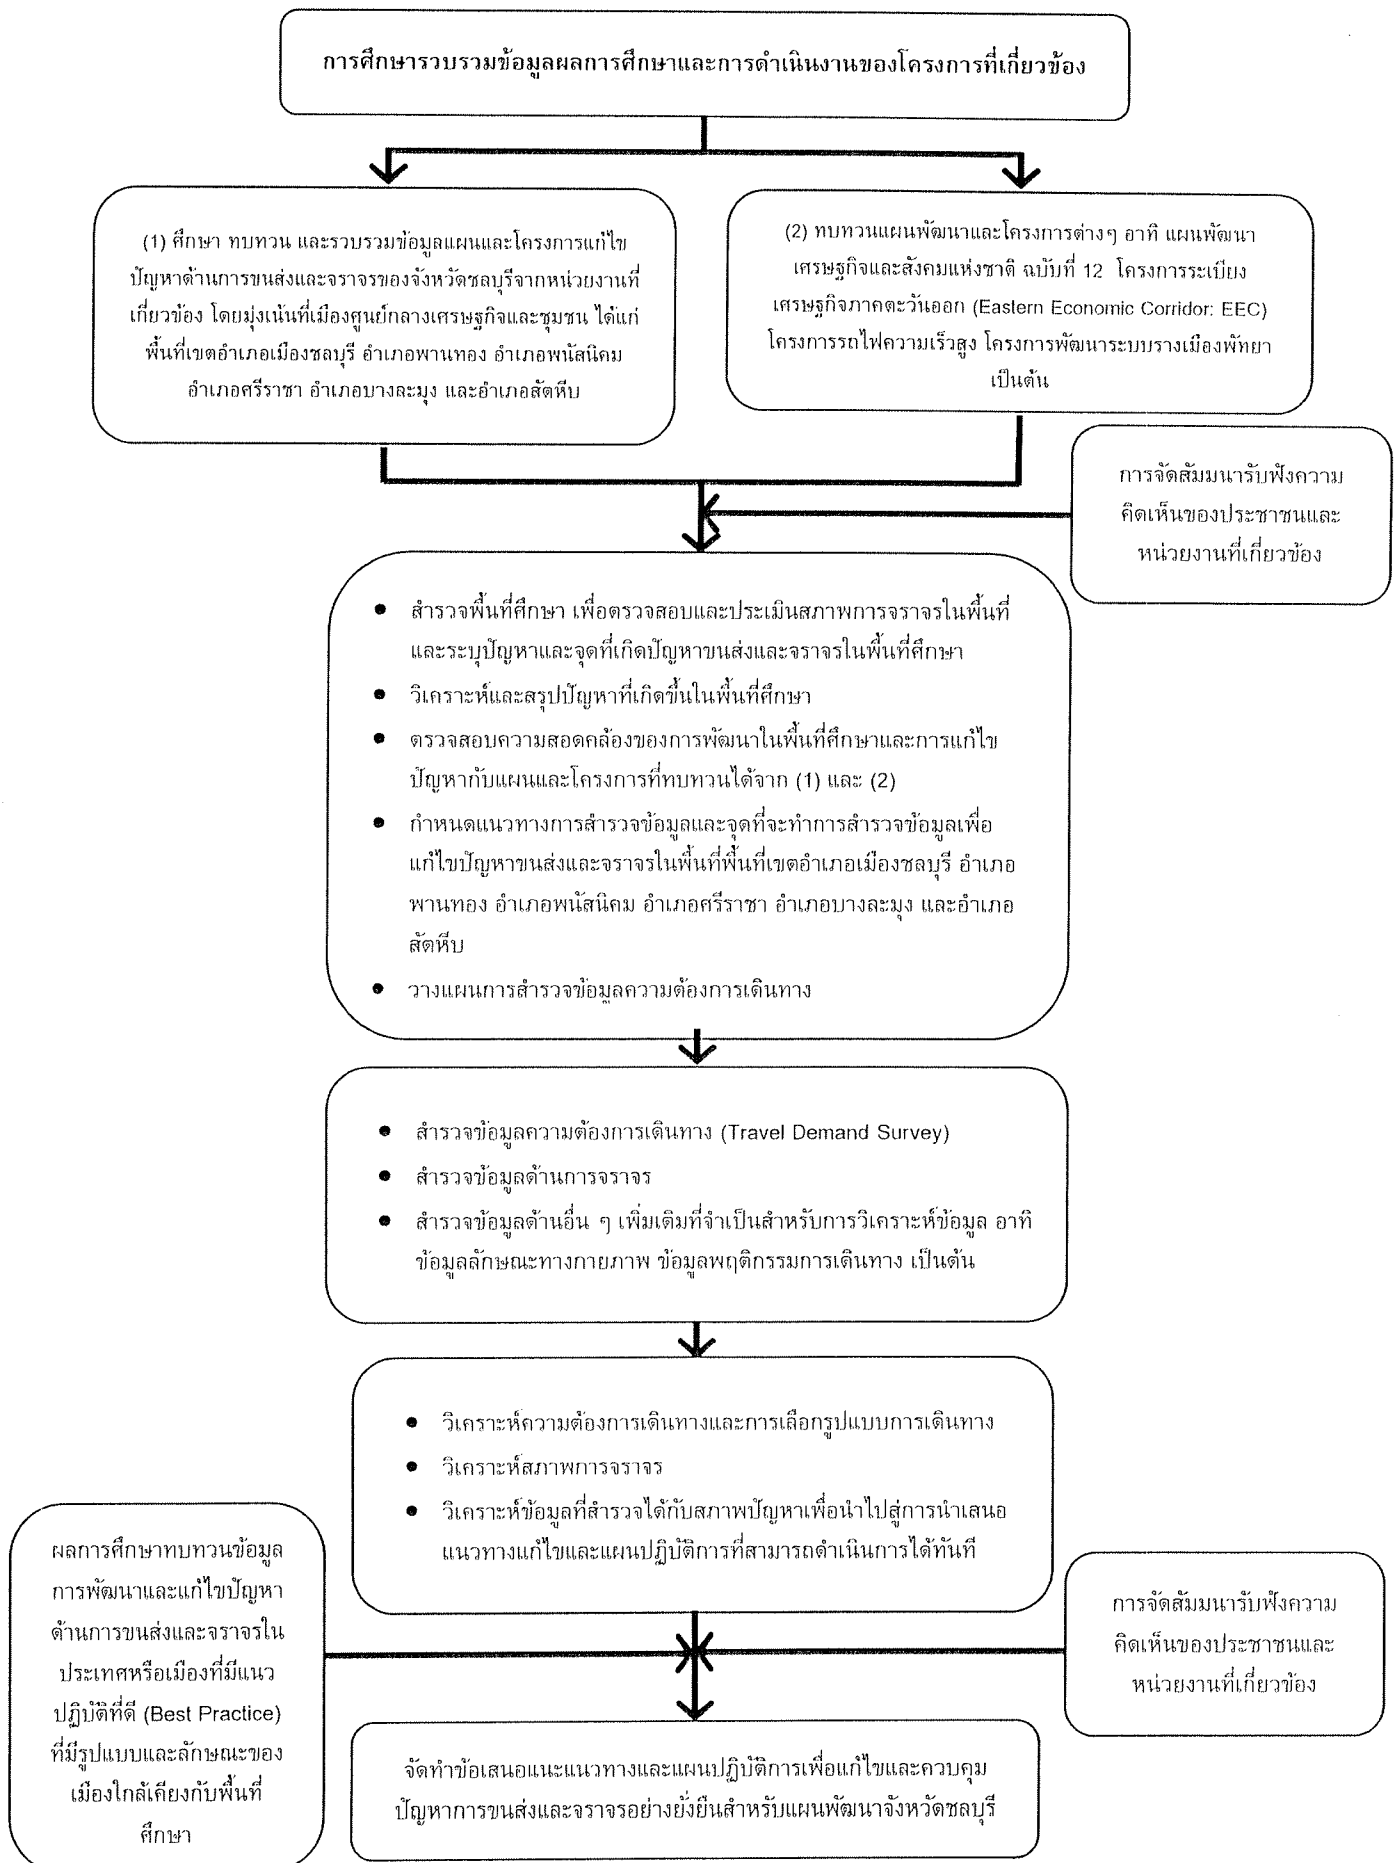 การศึกษารวบรวมข้อมูลผลการศึกษาและการดำเนินงานของโครงการที่เกี่ยวข้อง
(1) ศึกษา ทบทวน และรวบรวมข้อมูลแผนและโครงการแก้ไข
ปัญหาด้านการขนส่งและจราจรของจังหวัดชลบุรีจากหน่วยงานที่
เกี่ยวข้อง โดยมุ่งเน้นที่เมืองศูนย์กลางเศรษฐกิจและชุมชน ได้แก่
พื้นที่เขตอำเภอเมืองชลบุรี อำเภอพานทอง อำเภอพนัสนิคม
อำเภอศรีราชา อำเภอบางละมุง และอำเภอสัตหีบ
(2) ทบทวนแผนพัฒนาและโครงการต่างๆ อาทิ แผนพัฒนา
เศรษฐกิจและสังคมแห่งชาติ ฉบับที่ 12 โครงการระเบียง
เศรษฐกิจภาคตะวันออก (Eastern Economic Corridor: EEC)
โครงการรถไฟความเร็วสูง โครงการพัฒนาระบบรางเมืองพัทยา
เป็นต้น
การจัดสัมมนารับฟังความ
คิดเห็นของประชาชนและ
หน่วยงานที่เกี่ยวข้อง
• สำรวจพื้นที่ศึกษา เพื่อตรวจสอบและประเมินสภาพการจราจรในพื้นที่
และระบุปัญหาและจุดที่เกิดปัญหาขนส่งและจราจรในพื้นที่ศึกษา
• วิเคราะห์และสรุปปัญหาที่เกิดขึ้นในพื้นที่ศึกษา
• ตรวจสอบความสอดคล้องของการพัฒนาในพื้นที่ศึกษาและการแก้ไข
ปัญหากับแผนและโครงการที่ทบทวนได้จาก (1) และ (2)
• กำหนดแนวทางการสำรวจข้อมูลและจุดที่จะทำการสำรวจข้อมูลเพื่อ
แก้ไขปัญหาขนส่งและจราจรในพื้นที่พื้นที่เขตอำเภอเมืองชลบุรี อำเภอ
พานทอง อำเภอพนัสนิคม อำเภอศรีราชา อำเภอบางละมุง และอำเภอ
สัตหีบ
• วางแผนการสำรวจข้อมูลความต้องการเดินทาง
• สำรวจข้อมูลความต้องการเดินทาง (Travel Demand Survey)
• สำรวจข้อมูลด้านการจราจร
• สำรวจข้อมูลด้านอื่น ๆ เพิ่มเติมที่จำเป็นสำหรับการวิเคราะห์ข้อมูล อาทิ
ข้อมูลลักษณะทางกายภาพ ข้อมูลพฤติกรรมการเดินทาง เป็นต้น
• วิเคราะห์ความต้องการเดินทางและการเลือกรูปแบบการเดินทาง
• วิเคราะห์สภาพการจราจร
• วิเคราะห์ข้อมูลที่สำรวจได้กับสภาพปัญหาเพื่อนำไปสู่การนำเสนอ
แนวทางแก้ไขและแผนปฏิบัติการที่สามารถดำเนินการได้ทันที
ผลการศึกษาทบทวนข้อมูล
การพัฒนาและแก้ไขปัญหา
ด้านการขนส่งและจราจรใน
ประเทศหรือเมืองที่มีแนว
ปฏิบัติที่ดี (Best Practice)
ที่มีรูปแบบและลักษณะของ
เมืองใกล้เคียงกับพื้นที่
ศึกษา
การจัดสัมมนารับฟังความ
คิดเห็นของประชาชนและ
หน่วยงานที่เกี่ยวข้อง
จัดทำข้อเสนอแนะแนวทางและแผนปฏิบัติการเพื่อแก้ไขและควบคุม
ปัญหาการขนส่งและจราจรอย่างยั่งยืนสำหรับแผนพัฒนาจังหวัดชลบุรี